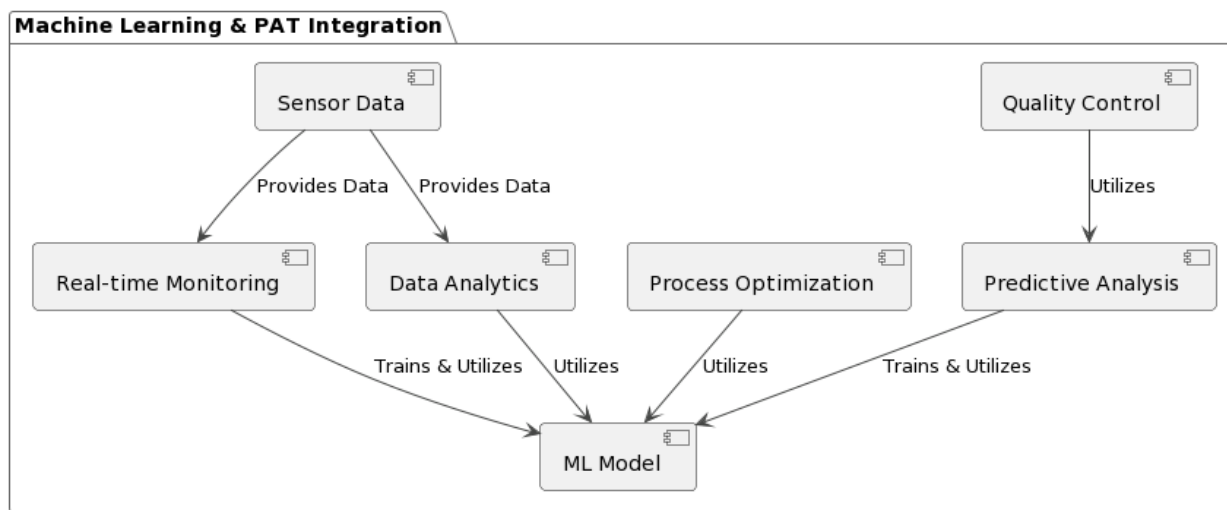 Machine Learning & PAT Integration
Sensor Data
Quality Control
Provides Data
Provides Data
Utilizes
Real-time Monitoring
Data Analytics
Process Optimization
Predictive Analysis
Trains & Utilizes
Utilizes
Utilizes
Trains & Utilizes
ML Model